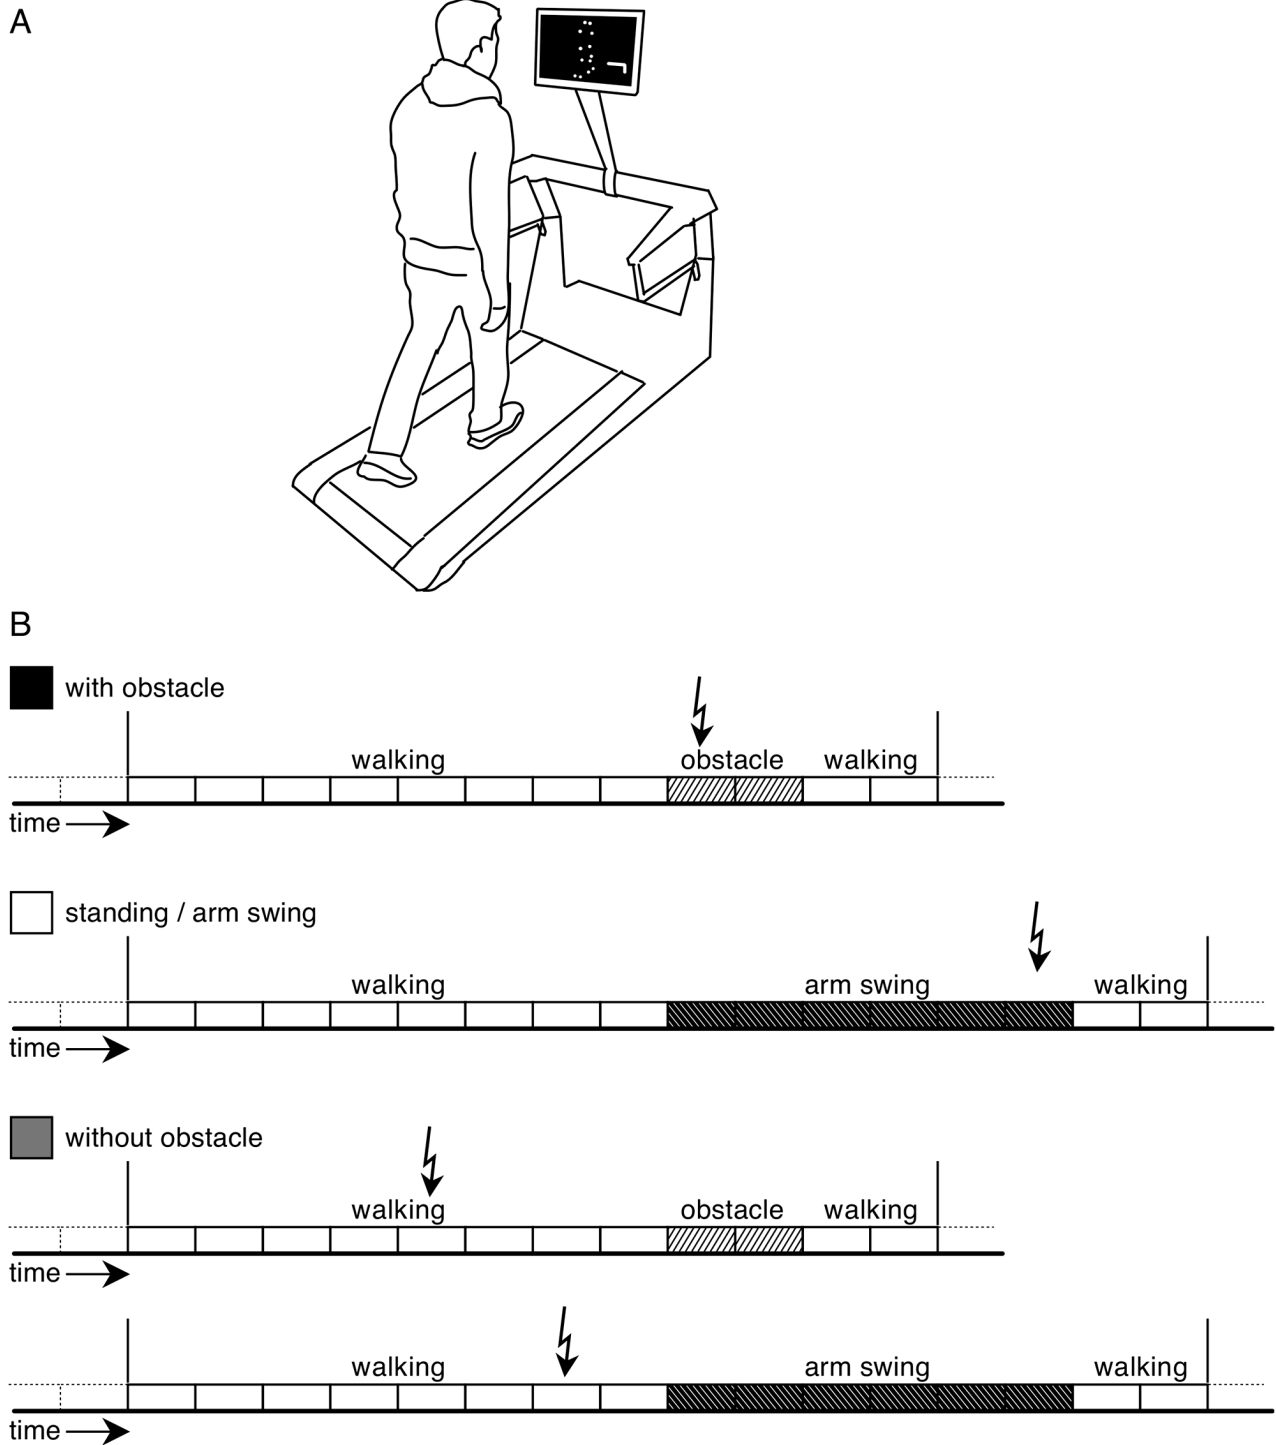 A
B
with obstacle
walking obstacle walking
time
standing / arm swing
walking arm swing walking
time
without obstacle
walking obstacle walking
time
walking arm swing walking
time